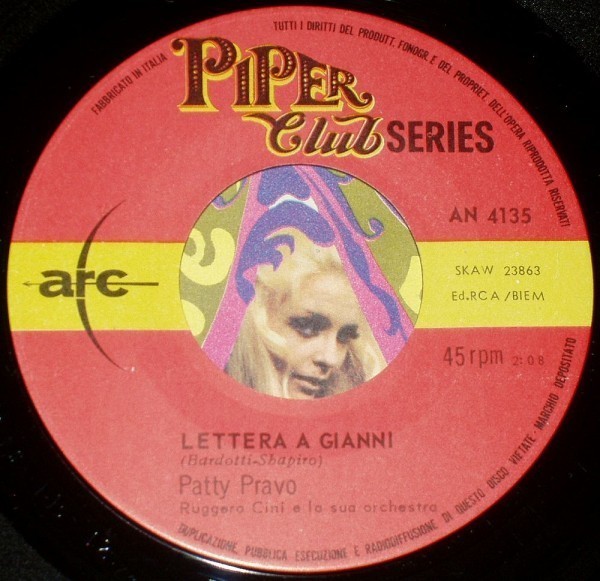 FABBRICATO IN ITALIA
TUTTI I DIRITTI DEL PRODUTT. FONOGR. E DEL PROPRIET. DELL'OPERA RIPRODOTTA RISERVATI
PIPER
Club SERIES
AN 4135
arc
SKAW 23863
Ed.RCA/BIEM
45rpm 2:08
LETTERA A GIANNI
(Bardotti-Shapiro)
Patty Pravo
Ruggero Cini e la sua orchestra
DUPLICAZIONE, PUBBLICA ESECUZIONE E RADIODIFFUSIONE DI QUESTO DISCO VIETATE - MARCHIO DEPOSITATO